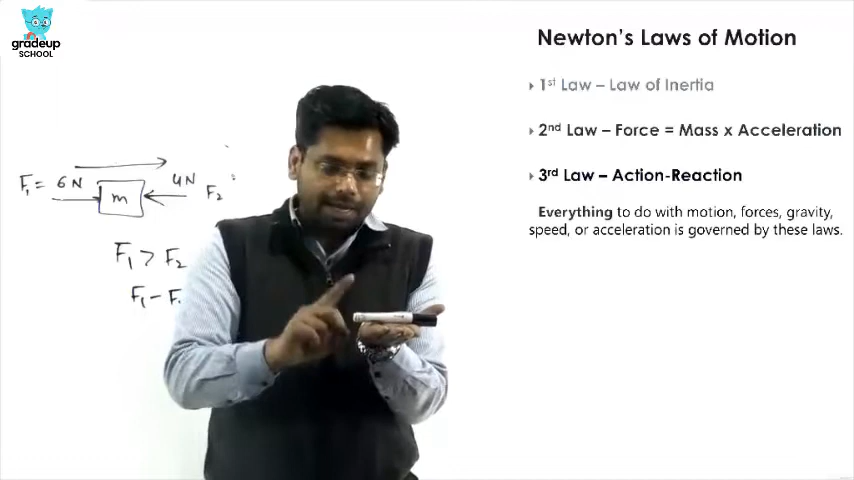 gradeup
SCHOOL
Newton's Laws of Motion
1st Law – Law of Inertia
2nd Law – Force = Mass x Acceleration
3rd Law – Action-Reaction
Everything to do with motion, forces, gravity,
speed, or acceleration is governed by these laws.
F₁ = 6N m 4N F₂
F₁ > F₂
F₁ - F